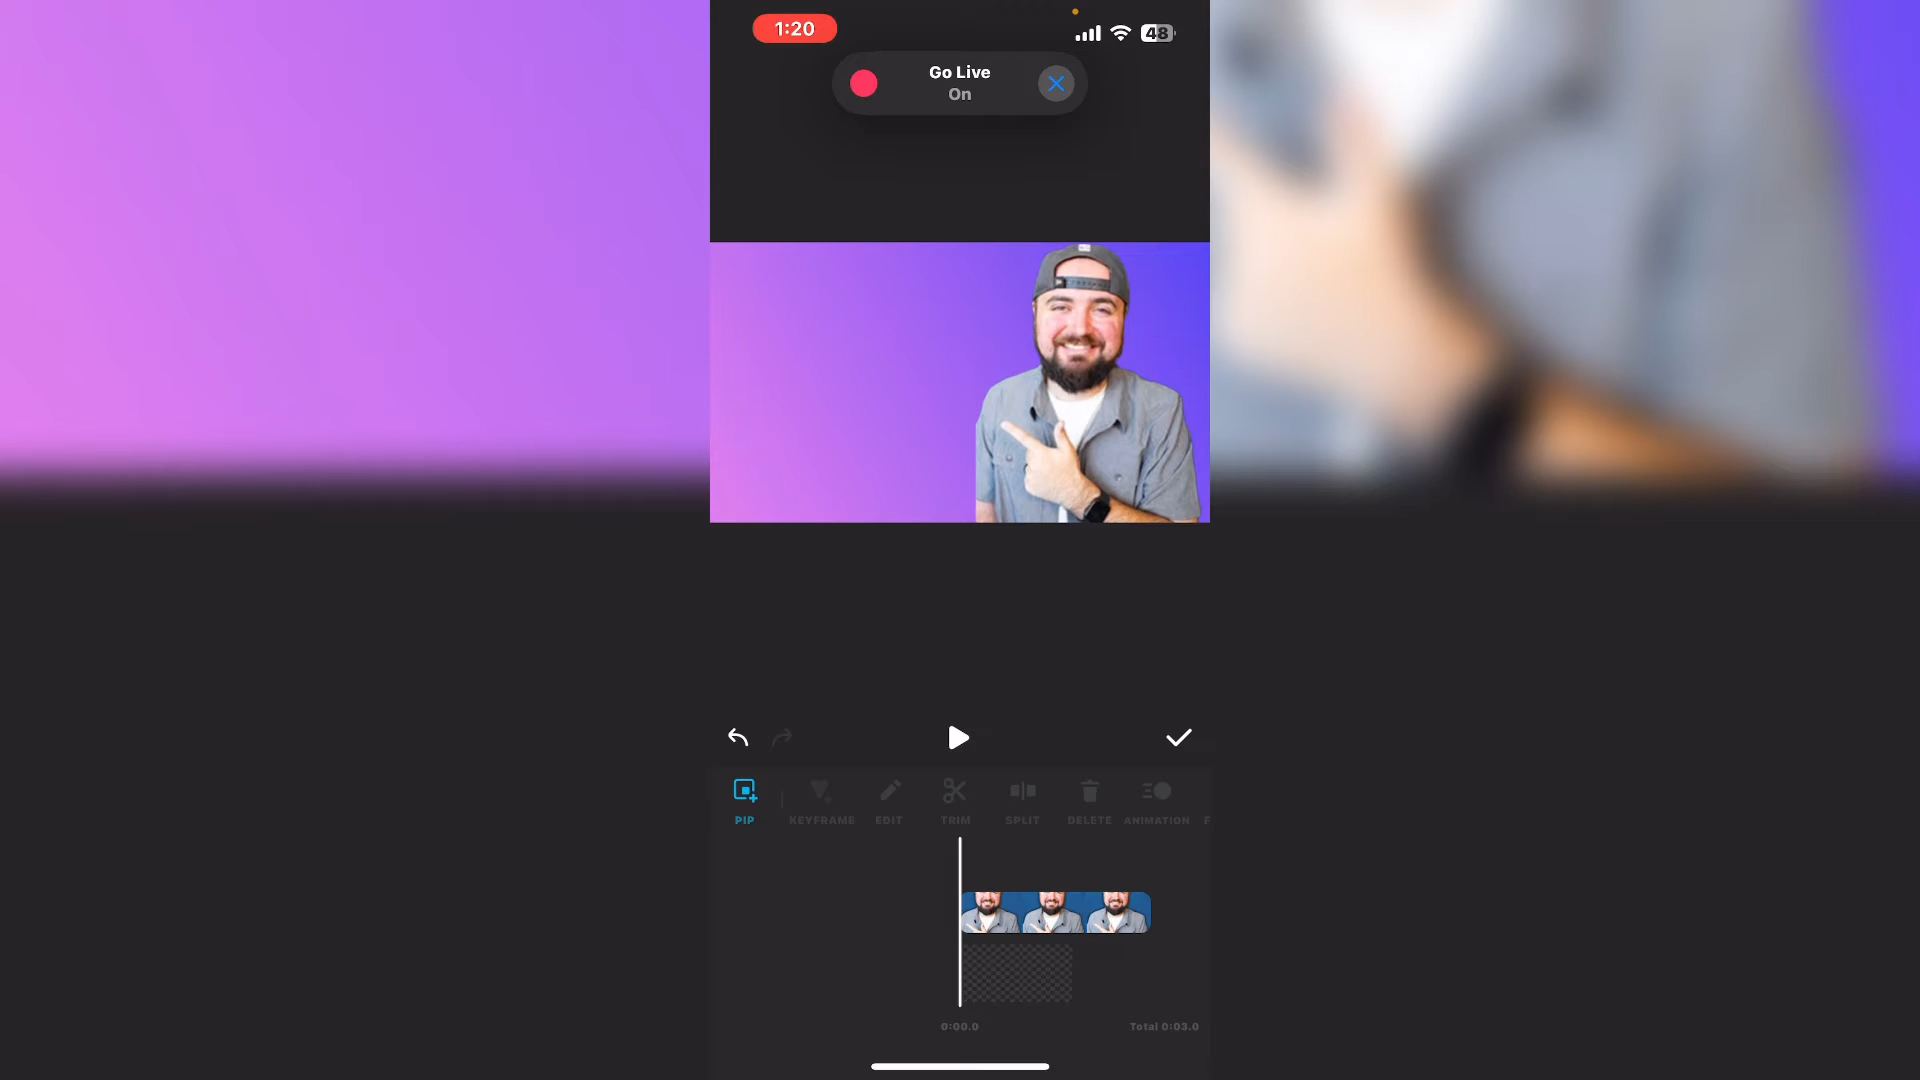 1:20
48
Go Live
On
PIP
KEYFRAME
EDIT
TRIM
SPLIT
DELETE
ANIMATION
F
0:00.0
Total 0:03.0